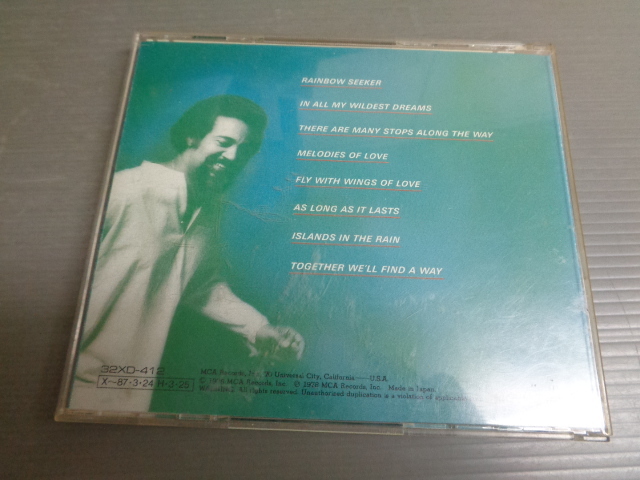 RAINBOW SEEKER
IN ALL MY WILDEST DREAMS
THERE ARE MANY STOPS ALONG THE WAY
MELODIES OF LOVE
FLY WITH WINGS OF LOVE
AS LONG AS IT LASTS
ISLANDS IN THE RAIN
TOGETHER WE'LL FIND A WAY
32XD-412
X-87·3·24 H·3·25
MCA Records, Universal City, California — U.S.A.
© MCA Records, Inc. 1978 MCA Records, Inc. Made in Japan.
All rights reserved. Unauthorized duplication is a violation of applicable